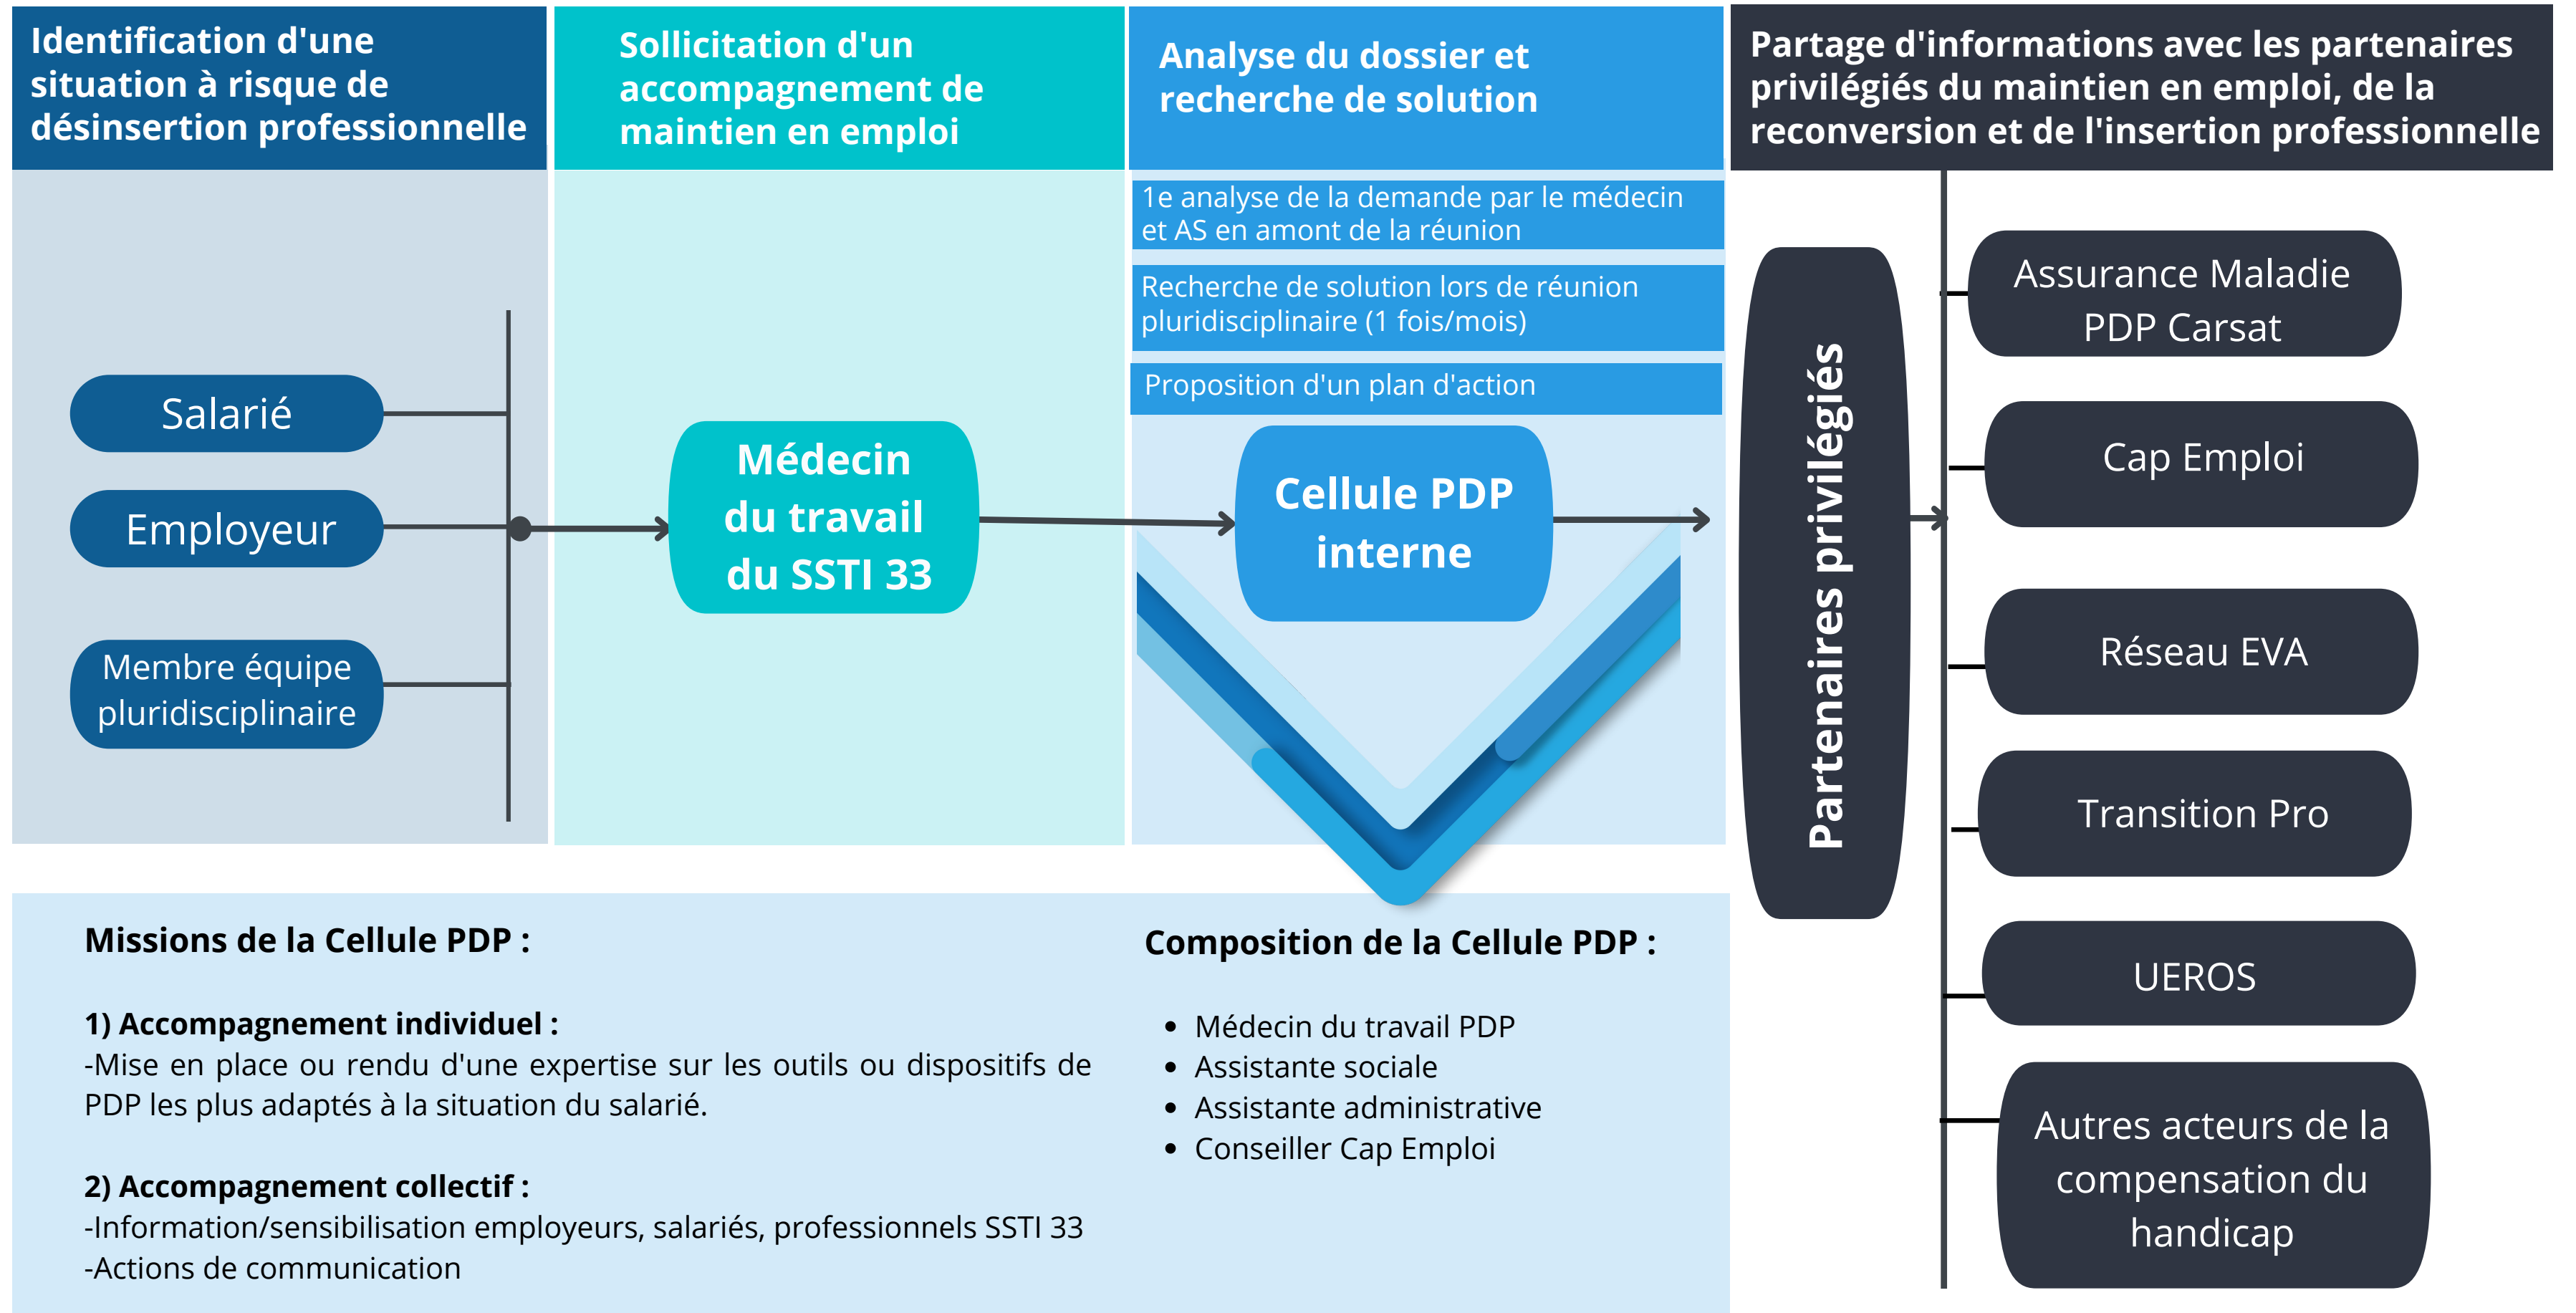 Identification d'une
situation à risque de
désinsertion professionnelle
Salarié
Employeur
Membre équipe
pluridisciplinaire
Sollicitation d'un
accompagnement de
maintien en emploi
Médecin
du travail
du SSTI 33
Analyse du dossier et
recherche de solution
1e analyse de la demande par le médecin
et AS en amont de la réunion
Recherche de solution lors de réunion
pluridisciplinaire (1 fois/mois)
Proposition d'un plan d'action
Cellule PDP
interne
Partage d'informations avec les partenaires
privilégiés du maintien en emploi, de la
reconversion et de l'insertion professionnelle
Partenaires privilégiés
Assurance Maladie
PDP Carsat
Cap Emploi
Réseau EVA
Transition Pro
UEROS
Autres acteurs de la
compensation du
handicap
Missions de la Cellule PDP :
1) Accompagnement individuel :
-Mise en place ou rendu d'une expertise sur les outils ou dispositifs de
PDP les plus adaptés à la situation du salarié.
2) Accompagnement collectif :
-Information/sensibilisation employeurs, salariés, professionnels SSTI 33
-Actions de communication
Composition de la Cellule PDP :
• Médecin du travail PDP
• Assistante sociale
• Assistante administrative
• Conseiller Cap Emploi